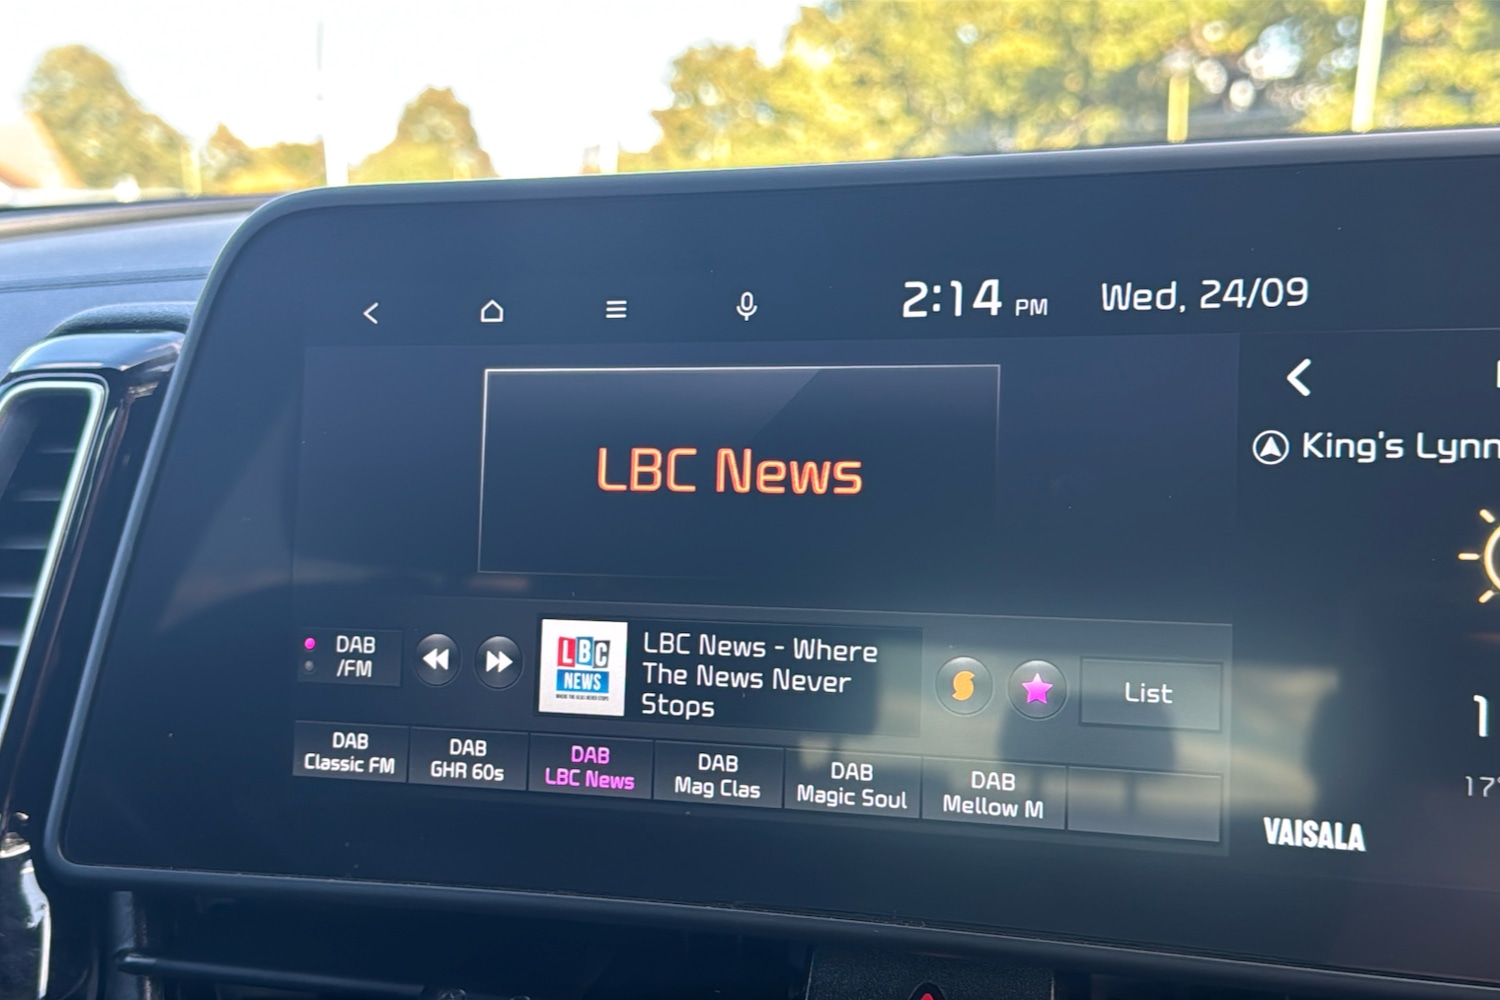 2:14 PM
Wed, 24/09
LBC News
King's Lynn
DAB
/FM
LBC
NEWS
LBC News - Where
The News Never
Stops
List
DAB
Classic FM
DAB
GHR 60s
DAB
LBC News
DAB
Mag Clas
DAB
Magic Soul
DAB
Mellow M
17°
VAISALA